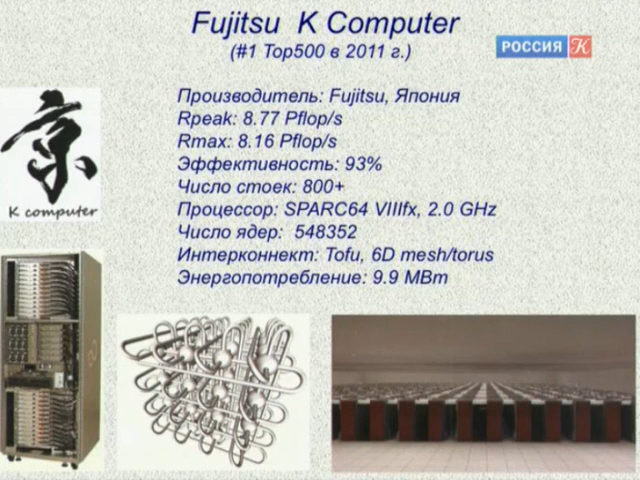 Fujitsu K Computer
(#1 Top500 в 2011 г.)
РОССИЯ К
Производитель: Fujitsu, Япония
Rpeak: 8.77 Pflop/s
Rmax: 8.16 Pflop/s
Эффективность: 93%
Число стоек: 800+
Процессор: SPARC64 VIIIfx, 2.0 GHz
Число ядер: 548352
Интерконнект: Tofu, 6D mesh/torus
Энергопотребление: 9.9 МВт
京
K computer